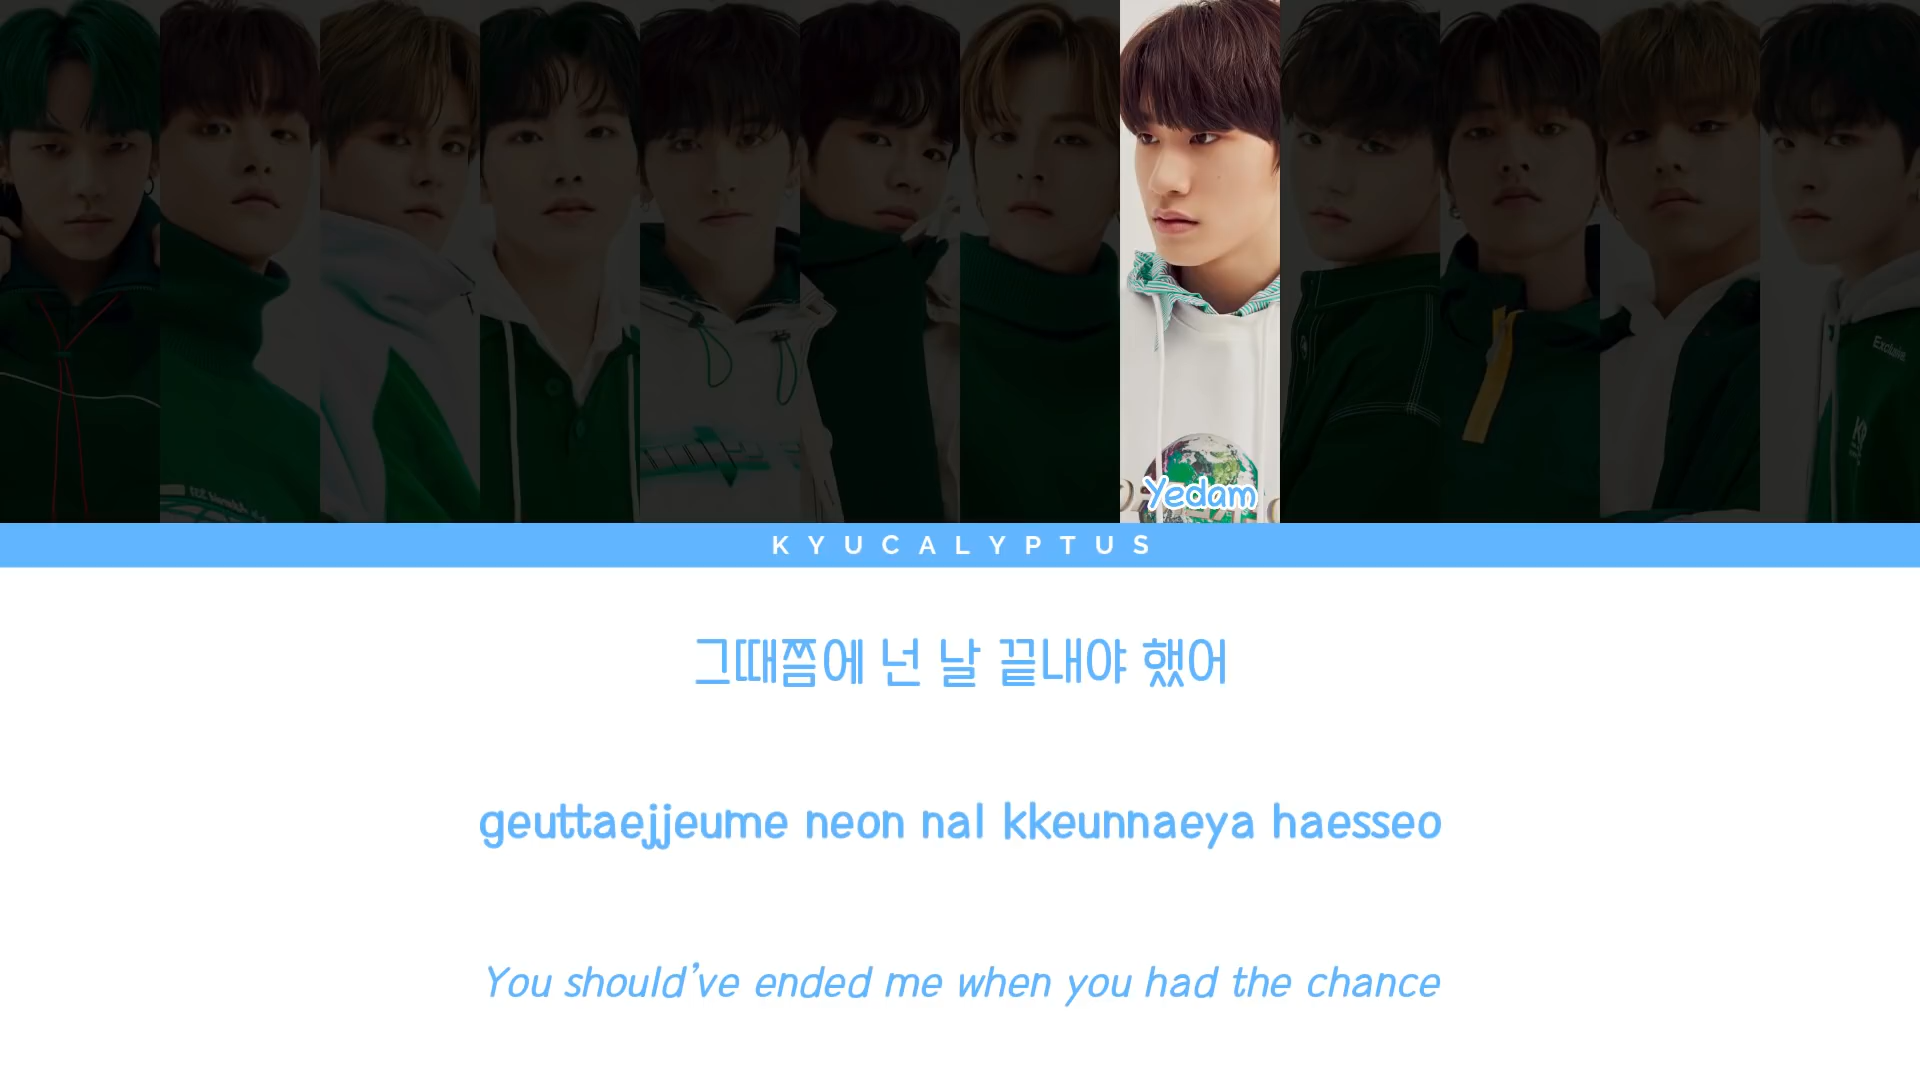 Exclusive
Yedam
KYUCALYPTUS
그때쯤에 넌 날 끝내야 했어
geuttaejjeume neon nal kkeunnaeya haesseo
You should've ended me when you had the chance